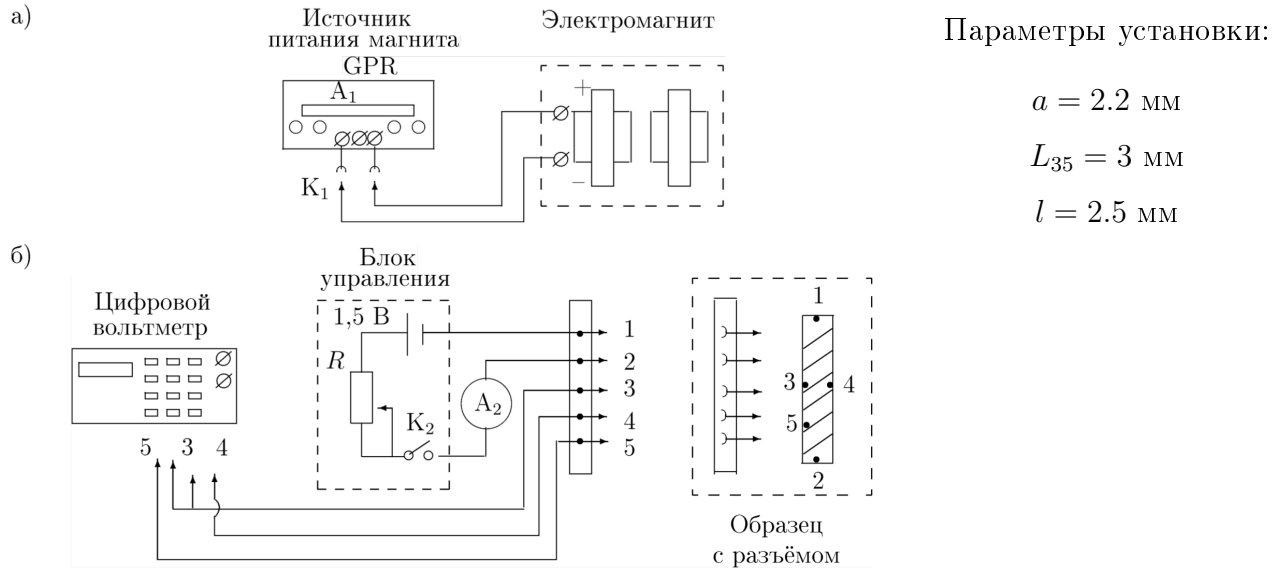 а)
Источник
питания магнита
GPR
A₁
K₁
Электромагнит
+
−
Параметры установки:
a = 2.2 мм
L₃₅ = 3 мм
l = 2.5 мм
б)
Цифровой
вольтметр
5 3 4
Блок
управления
1,5 В
R
K₂
A₂
1
2
3
4
5
1
3 4
5
2
Образец
с разъёмом